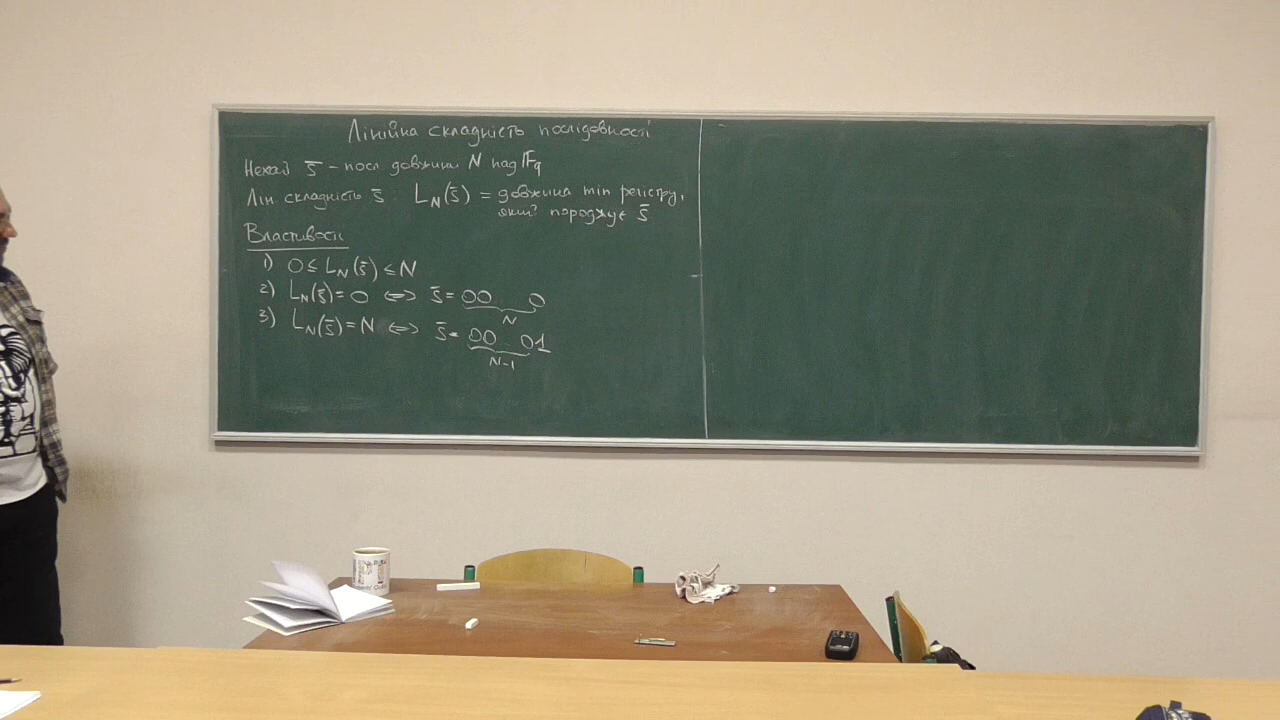 Лінійна складність послідовності
Нехай s̄ - посл довжини N над 𝔽q
Лін. складність s̄ : L_N(s̄) = довжина min регістру,
який породжує s̄
Властивості
1) 0 ≤ L_N(s̄) ≤ N
2) L_N(s̄) = 0 ⇔ s̄ = 00 0
N
3) L_N(s̄) = N ⇔ s̄ = 00...01
N-1